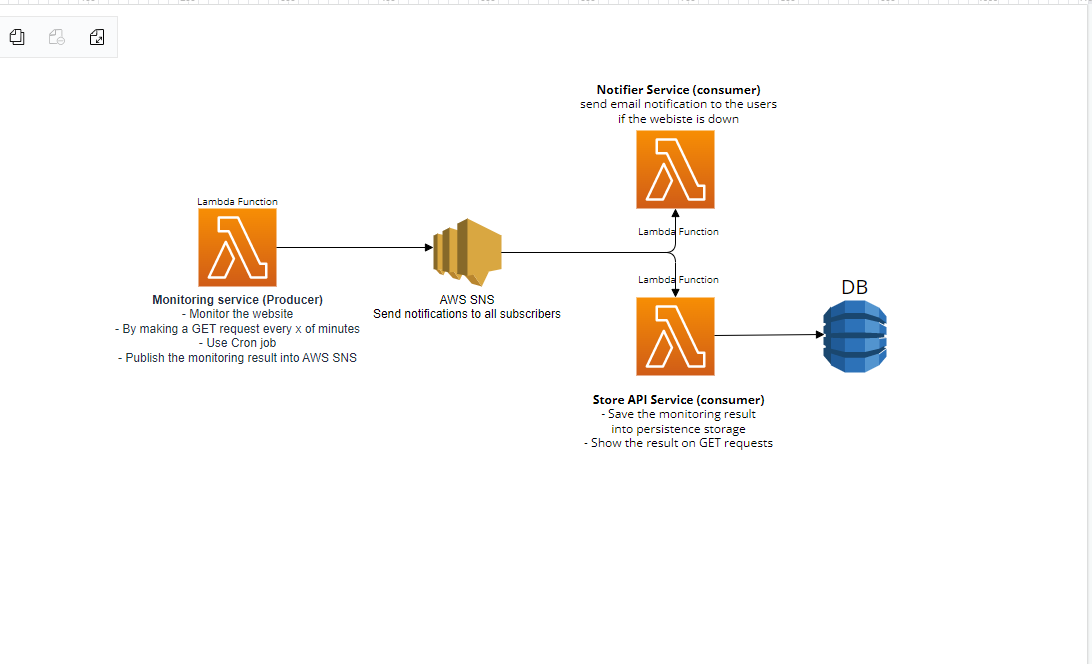 Notifier Service (consumer)
send email notification to the users
if the webiste is down
Lambda Function
Lambda Function
Monitoring service (Producer)
- Monitor the website
- By making a GET request every x of minutes
- Use Cron job
- Publish the monitoring result into AWS SNS
AWS SNS
Send notifications to all subscribers
Lambda Function
DB
Store API Service (consumer)
- Save the monitoring result
into persistence storage
- Show the result on GET requests